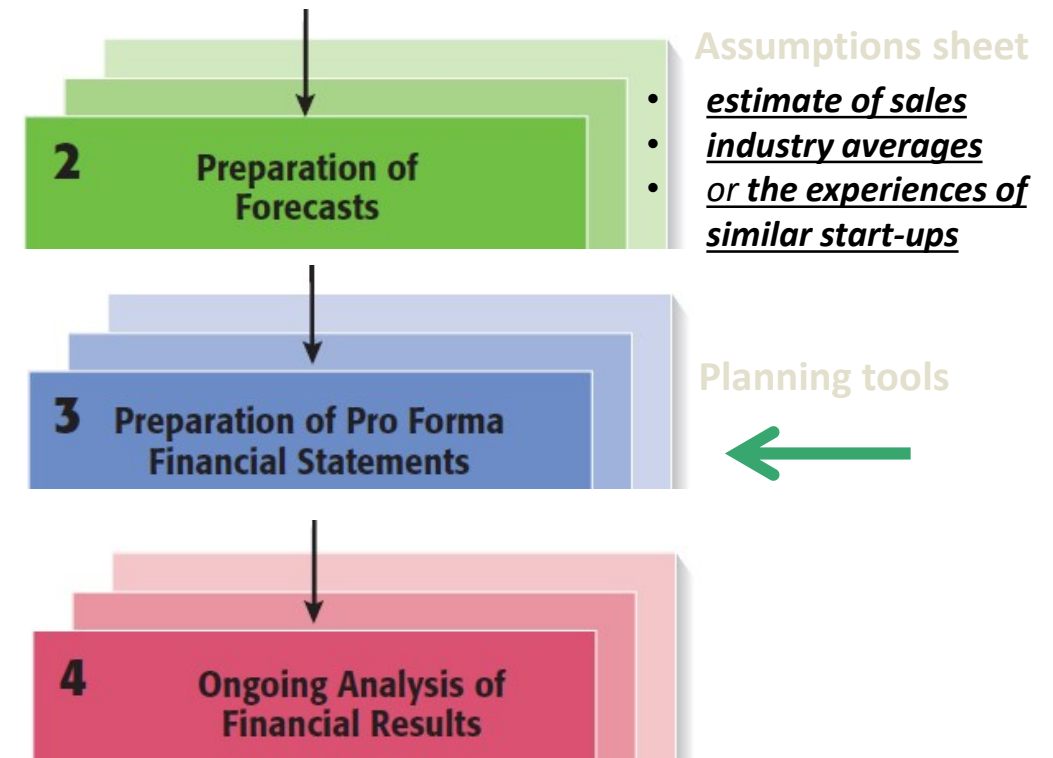 Assumptions sheet
• estimate of sales
• industry averages
• or the experiences of
similar start-ups
2 Preparation of
Forecasts
Planning tools
3 Preparation of Pro Forma
Financial Statements
4 Ongoing Analysis of
Financial Results